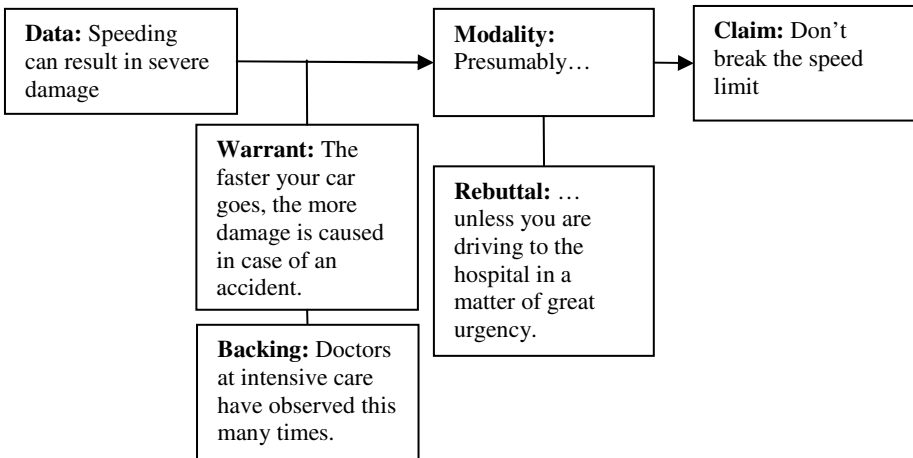 Data: Speeding
can result in severe
damage
Modality:
Presumably…
Claim: Don’t
break the speed
limit
Warrant: The
faster your car
goes, the more
damage is caused
in case of an
accident.
Rebuttal: …
unless you are
driving to the
hospital in a
matter of great
urgency.
Backing: Doctors
at intensive care
have observed this
many times.